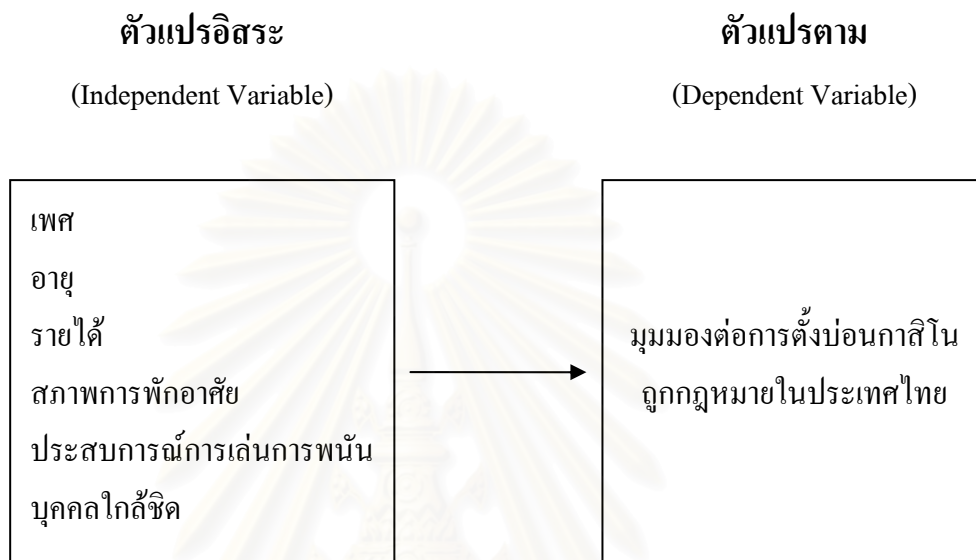 ตัวแปรอิสระ
(Independent Variable)
เพศ
อายุ
รายได้
สภาพการพักอาศัย
ประสบการณ์การเล่นการพนัน
บุคคลใกล้ชิด
ตัวแปรตาม
(Dependent Variable)
มุมมองต่อการตั้งบ่อนกาสิโน
ถูกกฎหมายในประเทศไทย